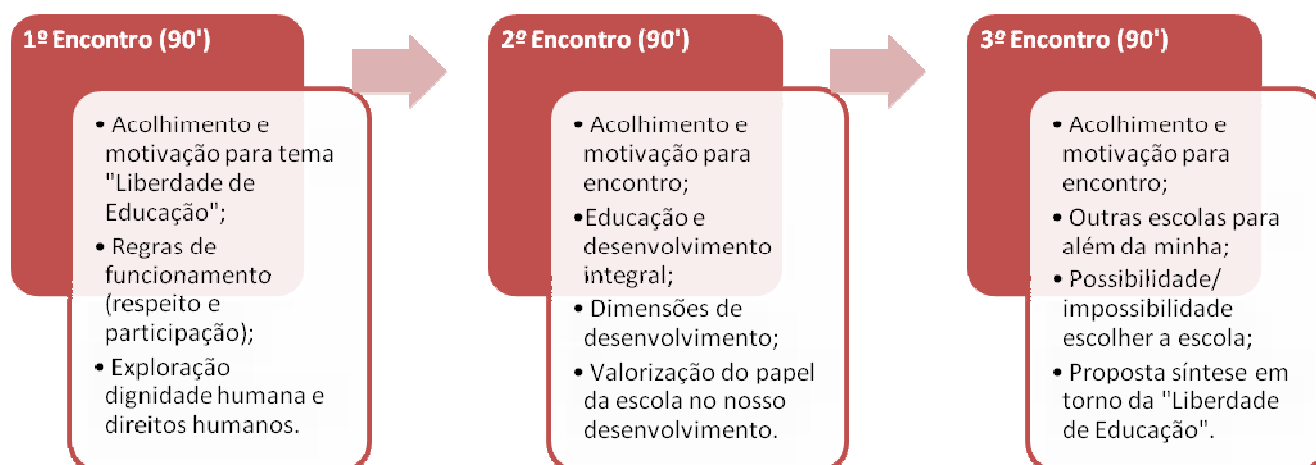 1º Encontro (90')
• Acolhimento e
motivação para tema
"Liberdade de
Educação";
• Regras de
funcionamento
(respeito e
participação);
• Exploração
dignidade humana e
direitos humanos.
2º Encontro (90')
• Acolhimento e
motivação para
encontro;
•Educação e
desenvolvimento
integral;
• Dimensões de
desenvolvimento;
• Valorização do papel
da escola no nosso
desenvolvimento.
3º Encontro (90')
• Acolhimento e
motivação para
encontro;
• Outras escolas para
além da minha;
• Possibilidade/
impossibilidade
escolher a escola;
• Proposta síntese em
torno da "Liberdade
de Educação".